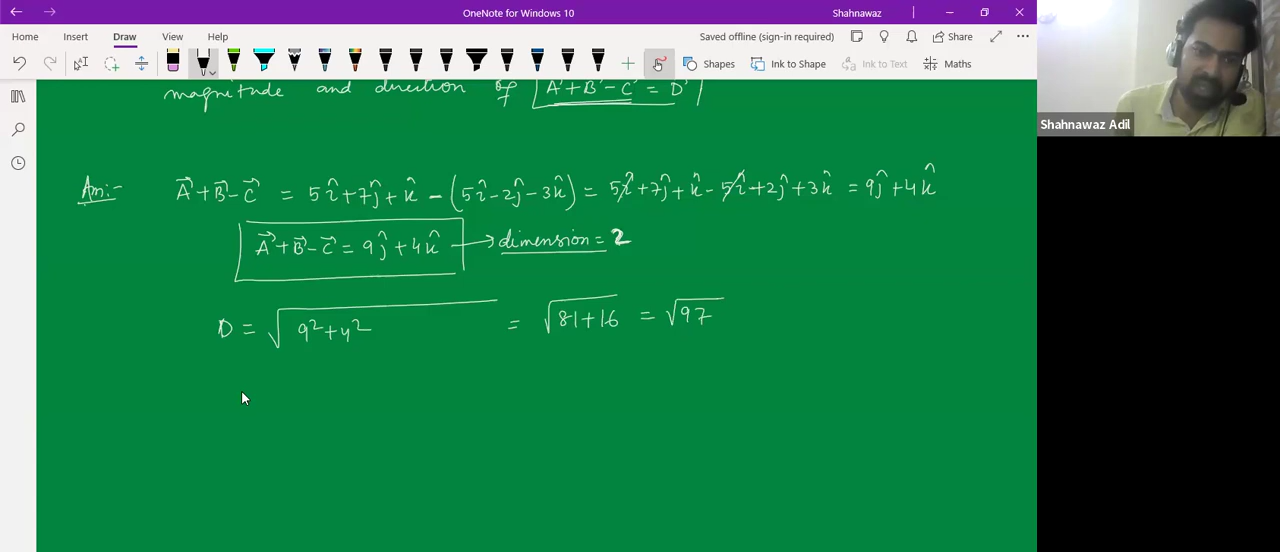 OneNote for Windows 10
Shahnawaz
Home Insert Draw View Help
Saved offline (sign in required)
Share
Shapes
Ink to Shape
Ink to Text
Maths
Shahnawaz Adil
magnitude and direction of A⃗+B⃗-C⃗ = D⃗
Ans:- A⃗+B⃗-C⃗ = 5î+7ĵ+k̂ - (5î-2ĵ-3k̂) = 5î+7ĵ+k̂-5î+2ĵ+3k̂ = 9ĵ+4k̂
A⃗+B⃗-C⃗ = 9ĵ+4k̂ → dimension = 2
D = √9²+4² = √81+16 = √97